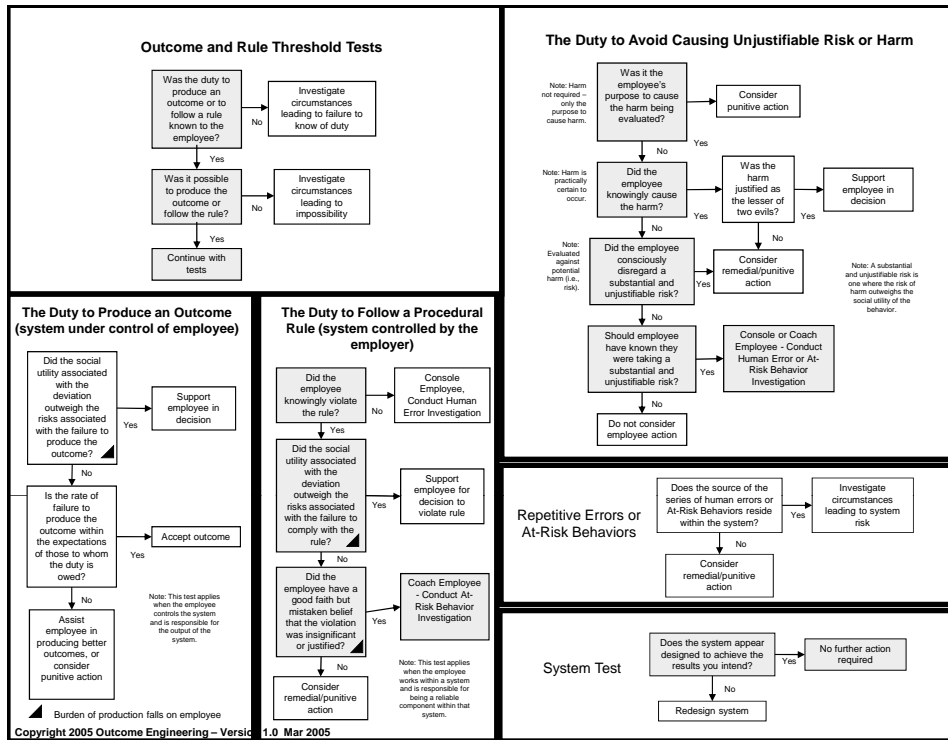 Outcome and Rule Threshold Tests
Was the duty to
produce an
outcome or to
follow a rule
known to the
employee?
No
Investigate
circumstances
leading to failure to
know of duty
Yes
Was it possible
to produce the
outcome or
follow the rule?
No
Investigate
circumstances
leading to
impossibility
Yes
Continue with
tests
The Duty to Avoid Causing Unjustifiable Risk or Harm
Note: Harm
not required –
only the
purpose to
cause harm.
Was it the
employee's
purpose to cause
the harm being
evaluated?
Yes
Consider
punitive action
No
Note: Harm is
practically
certain to
occur.
Did the
employee
knowingly cause
the harm?
Yes
Was the
harm
justified as
the lesser of
two evils?
Yes
Support
employee in
decision
No
No
Note:
Evaluated
against
potential
harm (i.e.,
risk).
Did the employee
consciously
disregard a
substantial and
unjustifiable risk?
Yes
Consider
remedial/punitive
action
Note: A substantial
and unjustifiable risk is
one where the risk of
harm outweighs the
social utility of the
behavior.
No
Should employee
have known they
were taking a
substantial and
unjustifiable risk?
Yes
Console or Coach
Employee - Conduct
Human Error or At-
Risk Behavior
Investigation
No
Do not consider
employee action
The Duty to Produce an Outcome
(system under control of employee)
Did the social
utility associated
with the
deviation
outweigh the
risks associated
with the failure to
produce the
outcome?
Yes
Support
employee in
decision
No
Is the rate of
failure to
produce the
outcome within
the expectations
of those to whom
the duty is
owed?
Yes
Accept outcome
No
Assist
employee in
producing better
outcomes, or
consider
punitive action
Note: This test applies
when the employee
controls the system
and is responsible for
the output of the
system.
Burden of production falls on employee
The Duty to Follow a Procedural
Rule (system controlled by the
employer)
Did the
employee
knowingly violate
the rule?
No
Console
Employee,
Conduct Human
Error Investigation
Yes
Did the social
utility associated
with the
deviation
outweigh the
risks associated
with the failure to
comply with the
rule?
Yes
Support
employee for
decision to
violate rule
No
Did the
employee have a
good faith but
mistaken belief
that the violation
was insignificant
or justified?
Yes
Coach Employee
- Conduct At-
Risk Behavior
Investigation
No
Consider
remedial/punitive
action
Note: This test applies
when the employee
works within a system
and is responsible for
being a reliable
component within that
system.
Repetitive Errors or
At-Risk Behaviors
Does the source of the
series of human errors or
At-Risk Behaviors reside
within the system?
Yes
Investigate
circumstances
leading to system
risk
No
Consider
remedial/punitive
action
System Test
Does the system appear
designed to achieve the
results you intend?
Yes
No further action
required
No
Redesign system
Copyright 2005 Outcome Engineering – Version 1.0 Mar 2005